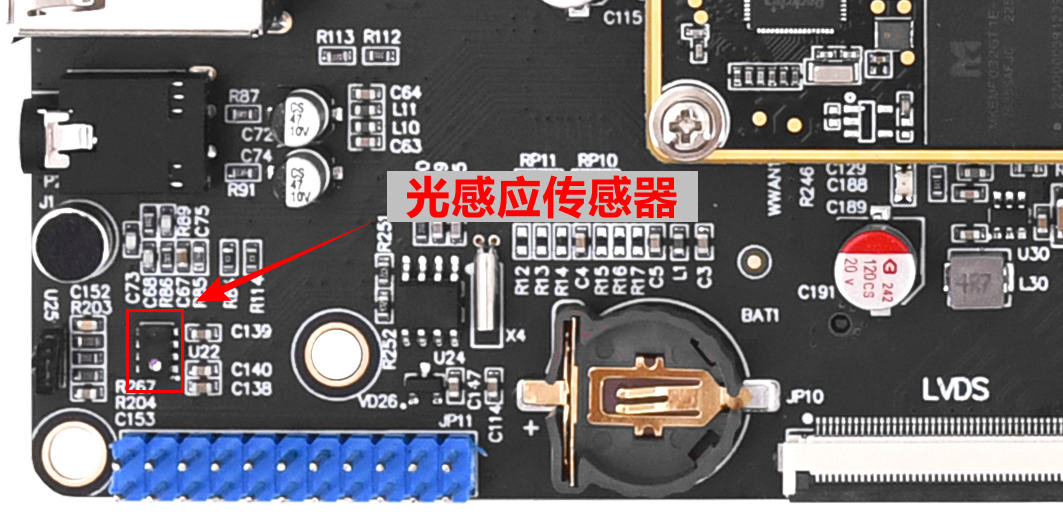 C115
R113 R112
R87
C72
C74
R91
CS
47
10V
CS
47
10V
C64
L11
L10
C63
RP11 RP10
WWAN1
R246
C129
C188
C189
光感应传感器
J1
R89
C75
R251
C73
C68
R86
C67
R85
R114
R12
R13
R14
C4
R15
R16
R17
C5
L1
C3
242
120CS
20 V
C191
4R7
U30
L30
BAT1
U25
C152
R203
C139
U22
C140
C138
R252
X4
U24
R267
R204
C153
VD26
C147
C114
JP11
+
JP10
LVDS